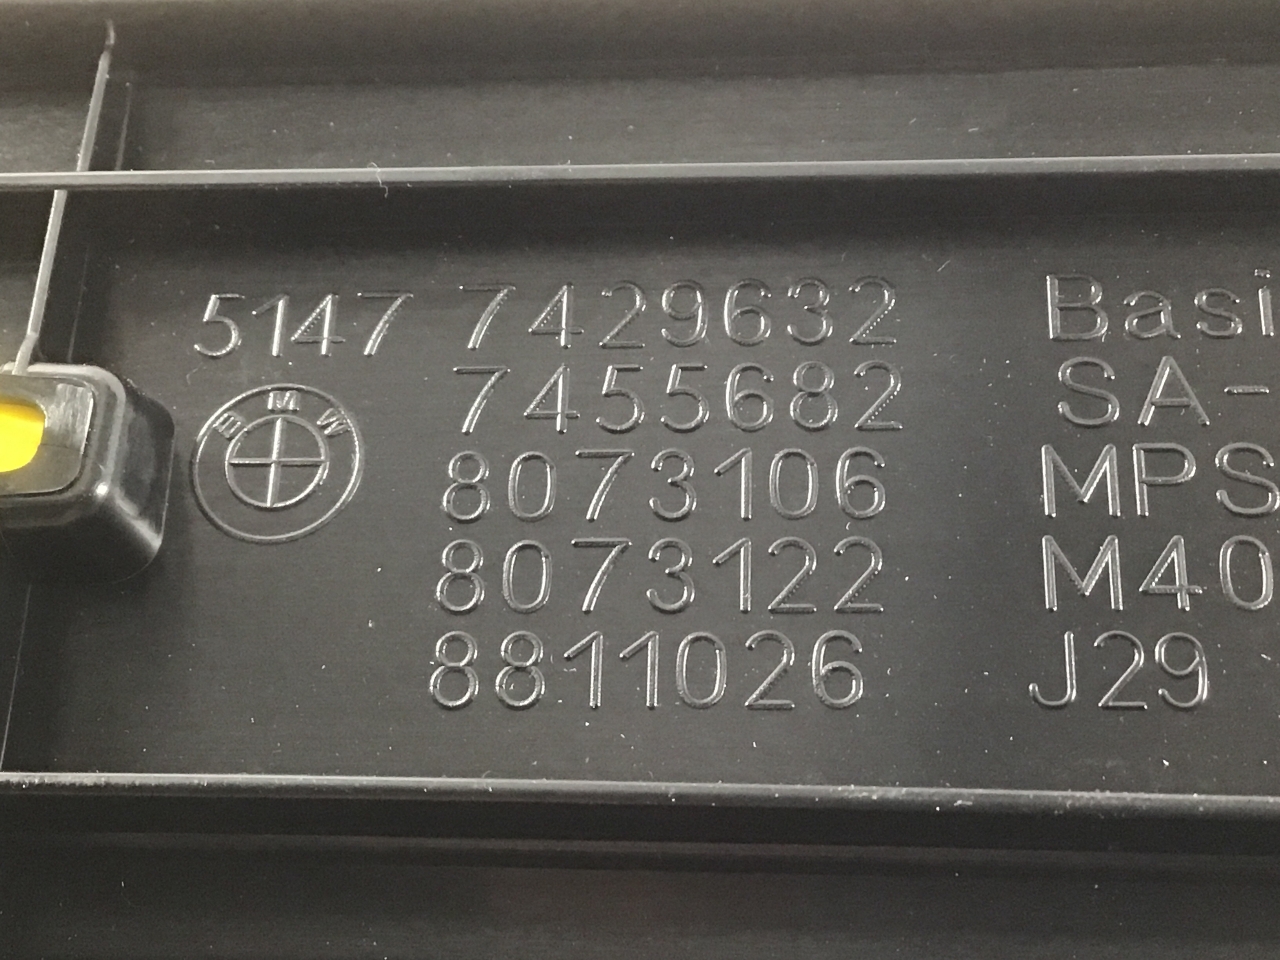 5147 7429632 Basi
7455682 SA-
BMW
8073106 MPS
8073122 M40
8811026 J29